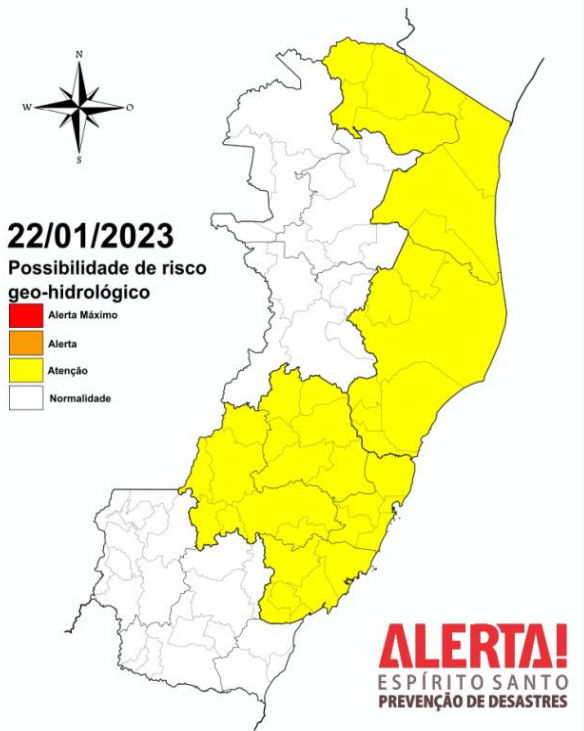 N
W
O
S
22/01/2023
Possibilidade de risco
geo-hidrológico
Alerta Máximo
Alerta
Atenção
Normalidade
ALERTA!
ESPÍRITO SANTO
PREVENÇÃO DE DESASTRES